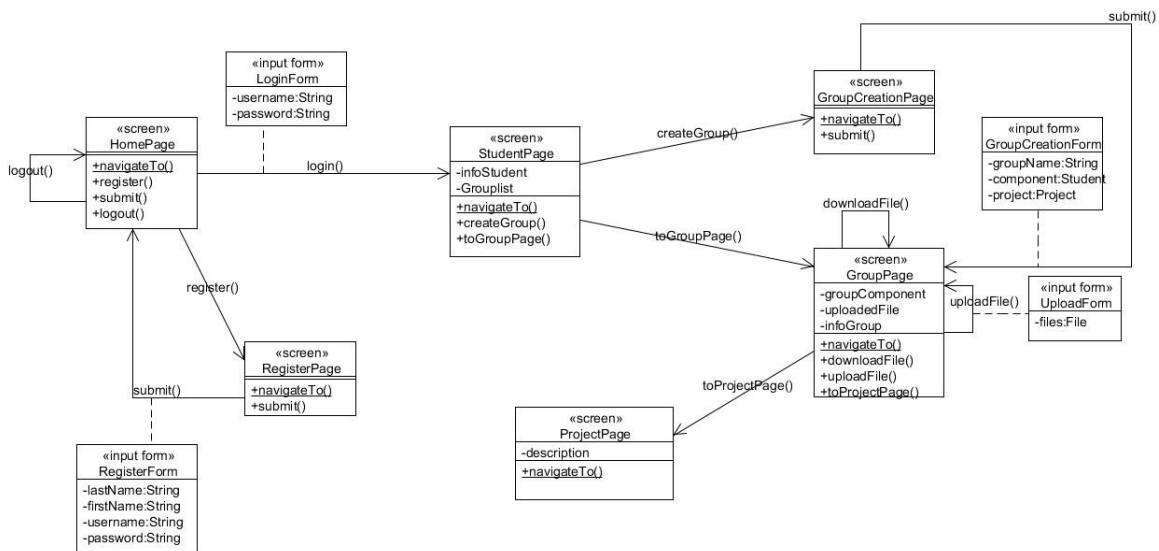 submit()
«input form»
LoginForm
-username:String
-password:String
«screen»
GroupCreationPage
+navigateTo()
+submit()
«screen»
HomePage
+navigateTo()
+register()
+submit()
+logout()
logout()
login()
«screen»
StudentPage
-infoStudent
-Grouplist
+navigateTo()
+createGroup()
+toGroupPage()
createGroup()
«input form»
GroupCreationForm
-groupName:String
-component:Student
-project:Project
downloadFile()
toGroupPage()
«screen»
GroupPage
-groupComponent
-uploadedFile
-infoGroup
+navigateTo()
+downloadFile()
+uploadFile()
+toProjectPage()
uploadFile()
«input form»
UploadForm
-files:File
register()
«screen»
RegisterPage
+navigateTo()
+submit()
submit()
toProjectPage()
«screen»
ProjectPage
-description
+navigateTo()
«input form»
RegisterForm
-lastName:String
-firstName:String
-username:String
-password:String